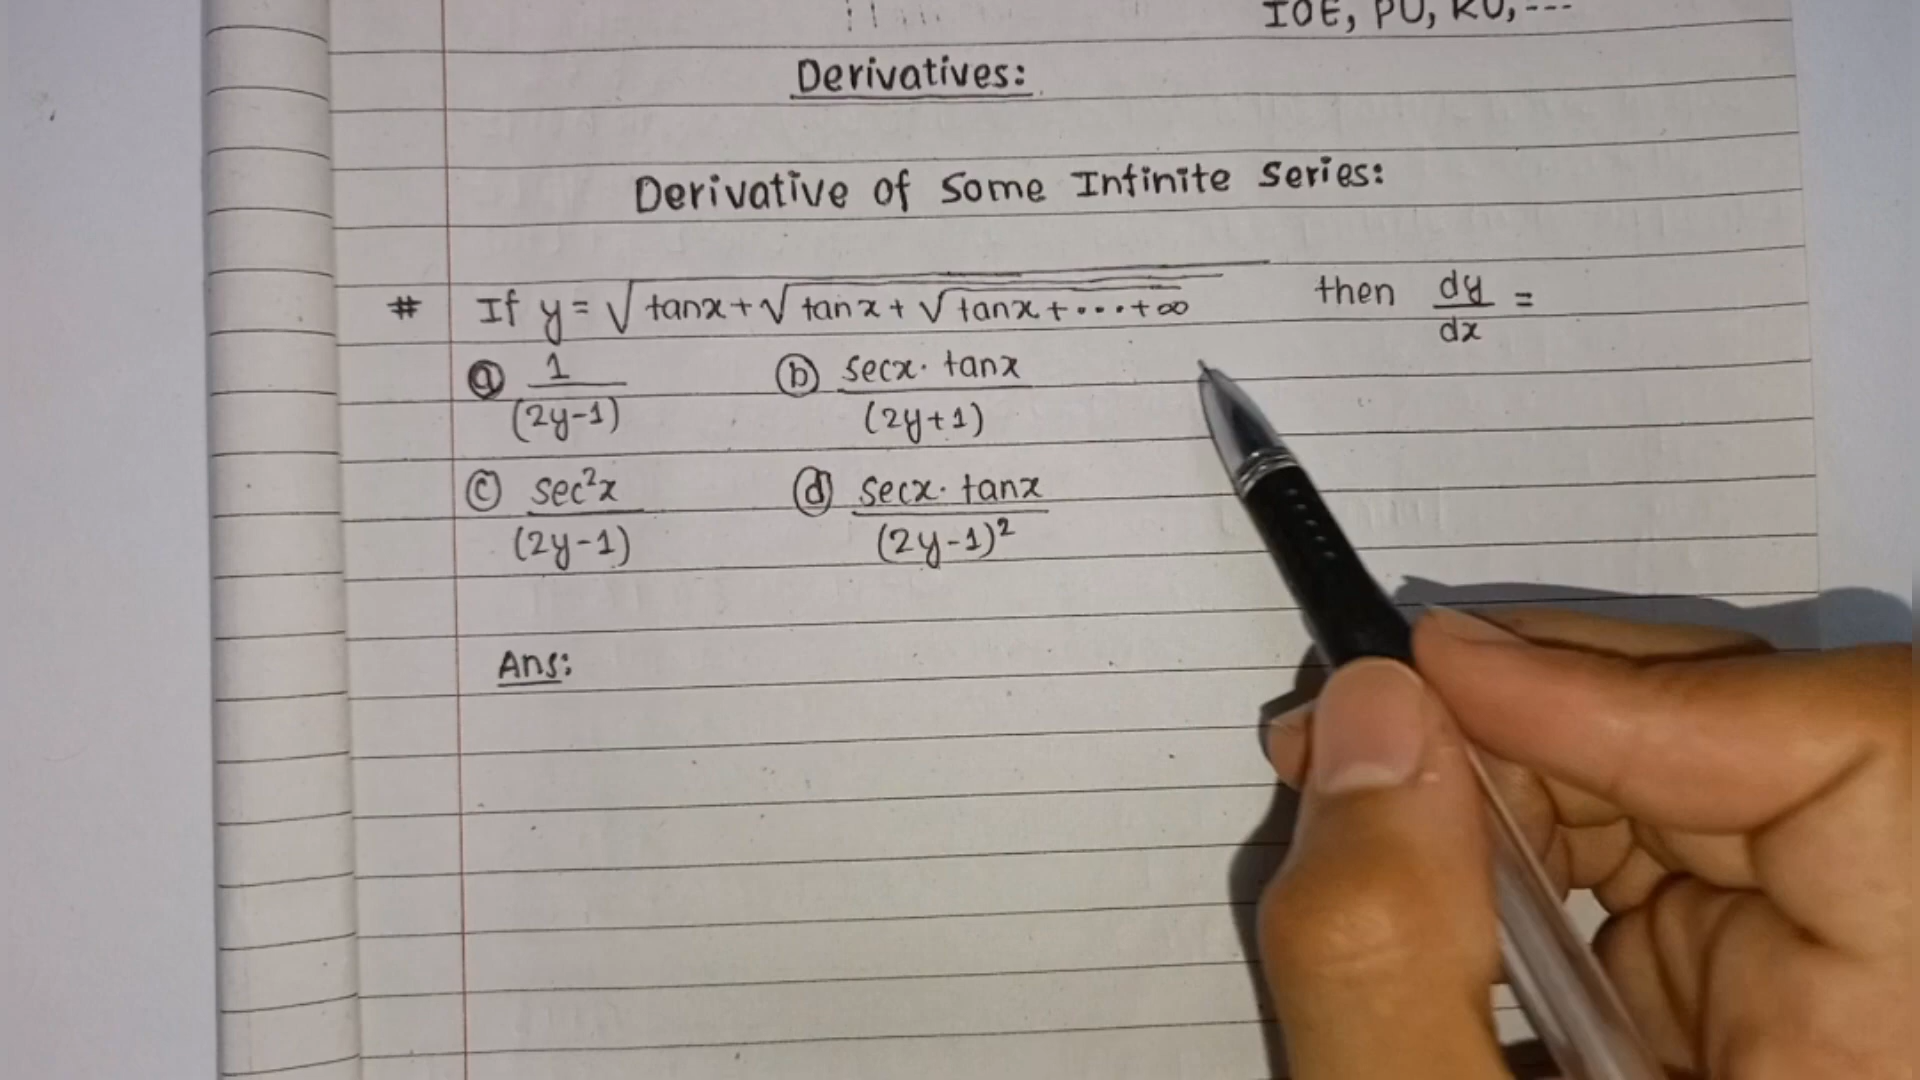 IOE, PU, KU, ---
Derivatives:
Derivative of Some Infinite Series:
# If y = √tanx + √tanx + √tanx + ... + ∞ then dy/dx =
ⓐ 1/(2y-1) ⓑ secx. tanx/(2y+1)
ⓒ sec²x/(2y-1) ⓓ secx. tanx/(2y-1)²
Ans: